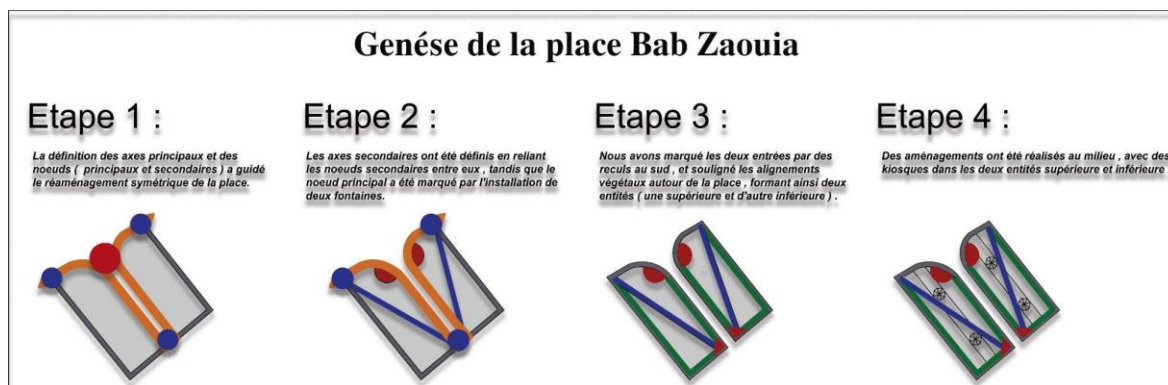 Genése de la place Bab Zaouia
Etape 1 :
La définition des axes principaux et des
noeuds ( principaux et secondaires ) a guidé
le réaménagement symétrique de la place.
Etape 2 :
Les axes secondaires ont été définis en reliant
les noeuds secondaires entre eux , tandis que le
noeud principal a été marqué par l'installation de
deux fontaines.
Etape 3 :
Nous avons marqué les deux entrées par des
reculs au sud , et souligné les alignements
végétaux autour de la place , formant ainsi deux
entités ( une supérieure et d'autre inférieure ) .
Etape 4 :
Des aménagements ont été réalisés au milieu , avec des
kiosques dans les deux entités supérieure et inférieure